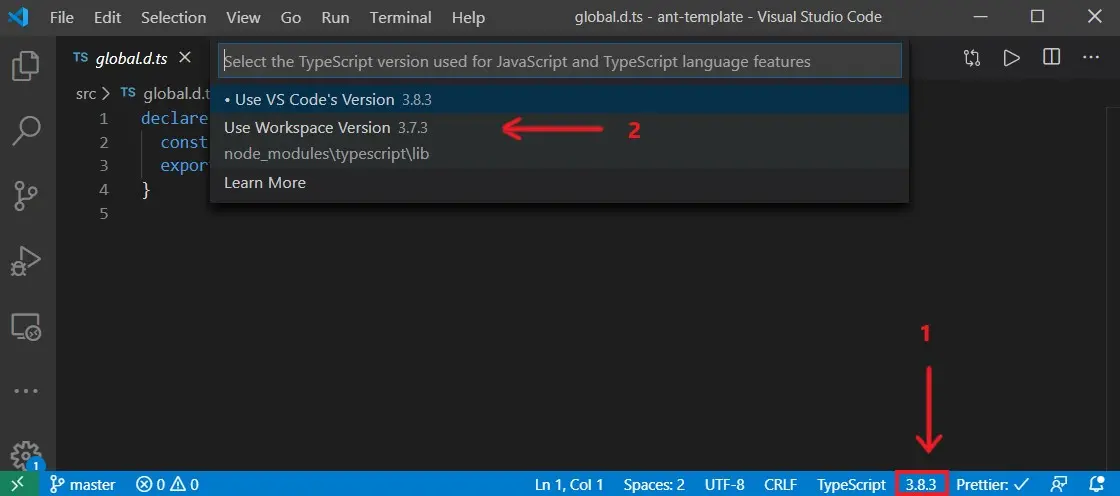 File Edit Selection View Go Run Terminal Help global.d.ts - ant-template - Visual Studio Code
TS global.d.ts
Select the TypeScript version used for JavaScript and TypeScript language features
src > TS global.d.t
• Use VS Code's Version 3.8.3
Use Workspace Version 3.7.3
node_modules\typescript\lib
Learn More
1 declare
2 const
3 export
4 }
5
2
1
1
master 0 0 Ln 1, Col 1 Spaces: 2 UTF-8 CRLF TypeScript 3.8.3 Prettier: ✓